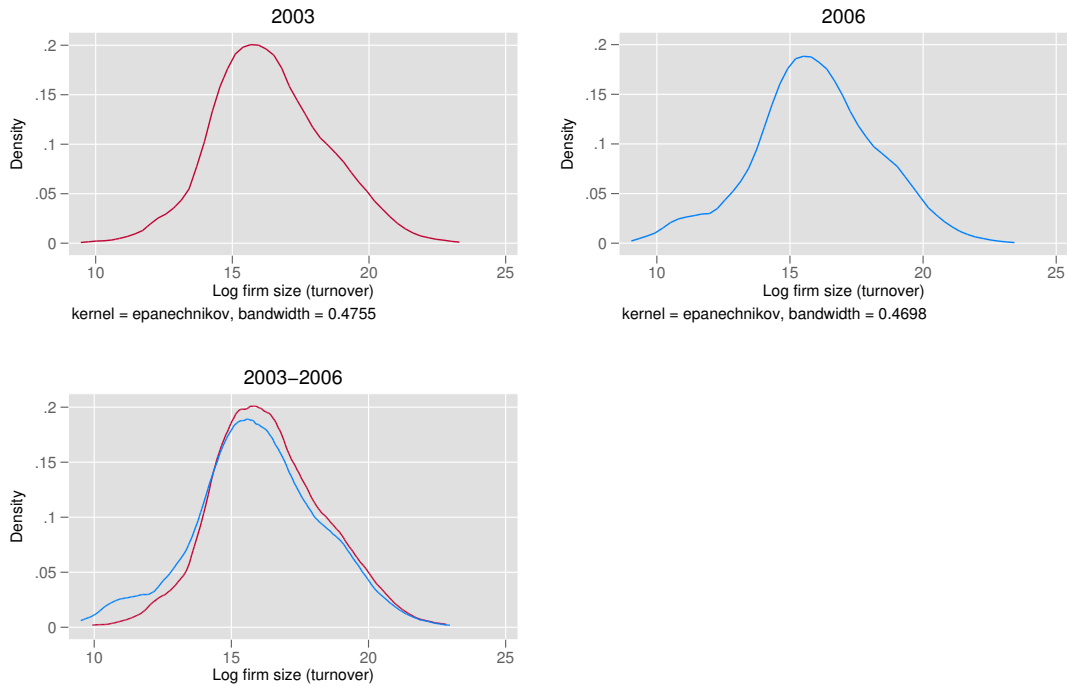 2003
.2
.15
.1
.05
0
Density
10 15 20 25
Log firm size (turnover)
kernel = epanechnikov, bandwidth = 0.4755
2006
.2
.15
.1
.05
0
Density
10 15 20 25
Log firm size (turnover)
kernel = epanechnikov, bandwidth = 0.4698
2003−2006
.2
.15
.1
.05
0
Density
10 15 20 25
Log firm size (turnover)